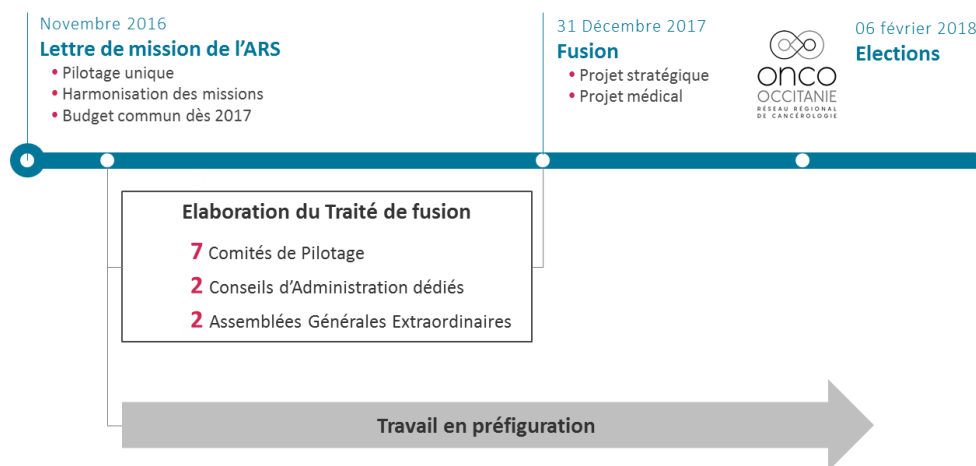 Novembre 2016
Lettre de mission de l'ARS
• Pilotage unique
• Harmonisation des missions
• Budget commun dès 2017
31 Décembre 2017
Fusion
• Projet stratégique
• Projet médical
onco
OCCITANIE
RÉSEAU RÉGIONAL
DE CANCÉROLOGIE
06 février 2018
Elections
Elaboration du Traité de fusion
7 Comités de Pilotage
2 Conseils d'Administration dédiés
2 Assemblées Générales Extraordinaires
Travail en préfiguration